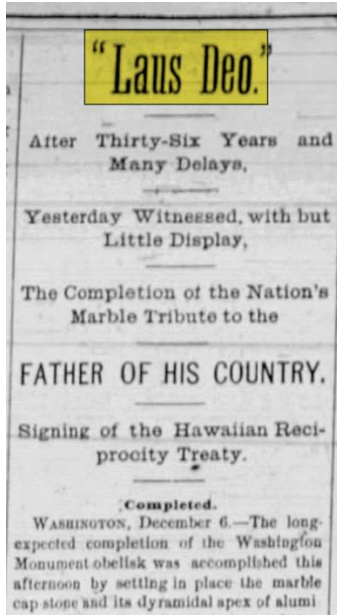 "Laus Deo."
After Thirty-Six Years and
Many Delays,
Yesterday Witnessed, with but
Little Display,
The Completion of the Nation's
Marble Tribute to the
FATHER OF HIS COUNTRY.
Signing of the Hawaiian Reci-
procity Treaty.
Completed.
WASHINGTON, December 6.—The long-
expected completion of the Washington
Monument obelisk was accomplished this
afternoon by setting in place the marble
cap stone and its dyramidal apex of alumi